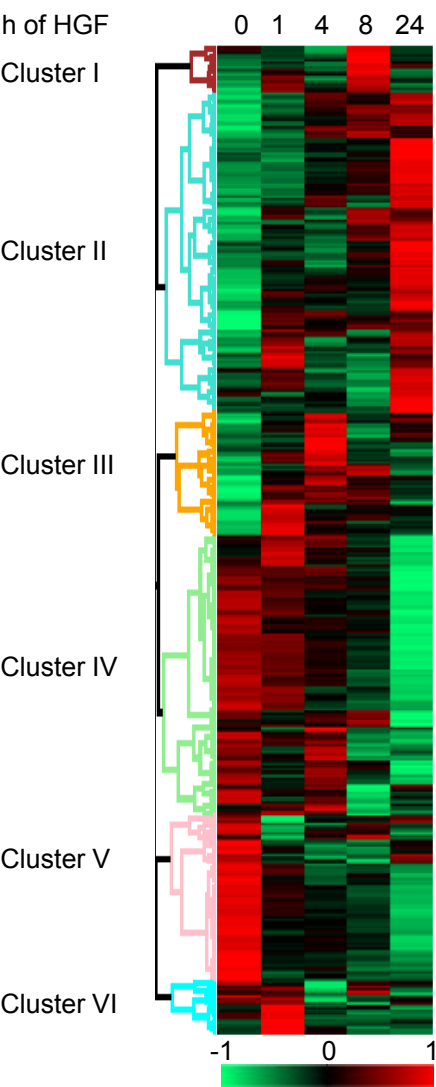 h of HGF 0 1 4 8 24
Cluster I
Cluster II
Cluster III
Cluster IV
Cluster V
Cluster VI
-1 0 1